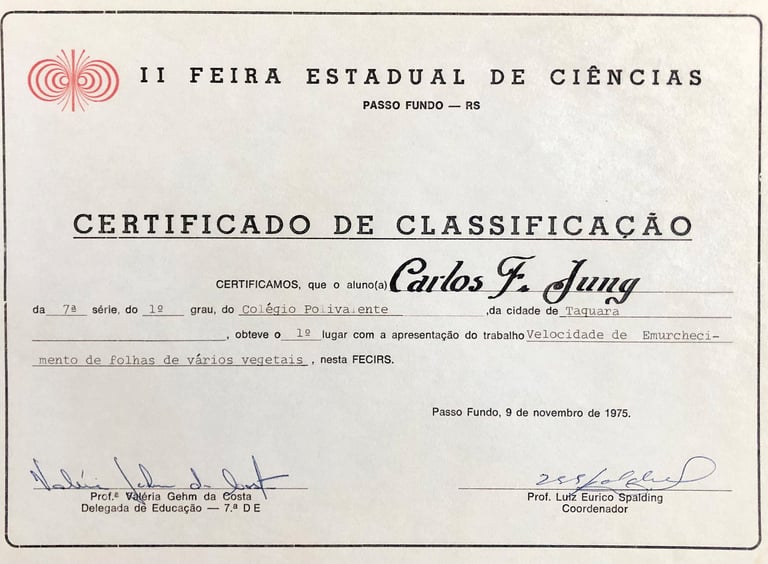 II FEIRA ESTADUAL DE CIÊNCIAS
PASSO FUNDO — RS
CERTIFICADO DE CLASSIFICAÇÃO
CERTIFICAMOS, que o aluno(a) Carlos F. Jung
da 7ª série, do 1º grau, do Colégio Polivalente ,da cidade de Taquara
, obteve o 1º lugar com a apresentação do trabalho Velocidade de Emurcheci-
mento de folhas de vários vegetais , nesta FECIRS.
Passo Fundo, 9 de novembro de 1975.
Prof.ª Valéria Gehm da Costa
Delegada de Educação — 7.ª D E
Prof. Luiz Eurico Spalding
Coordenador